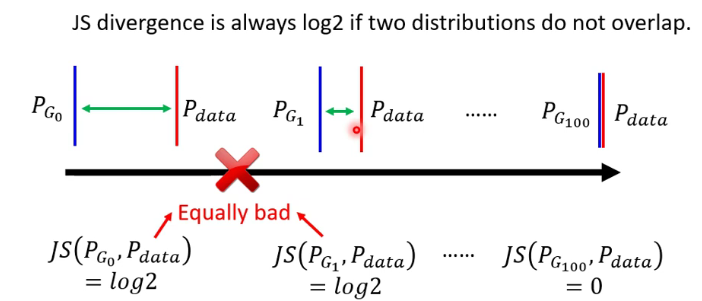 JS divergence is always log2 if two distributions do not overlap.
P_{G_0} P_{data} P_{G_1} P_{data} …… P_{G_{100}} P_{data}
Equally bad
JS(P_{G_0}, P_{data}) JS(P_{G_1}, P_{data}) …… JS(P_{G_{100}}, P_{data})
= log2 = log2 = 0